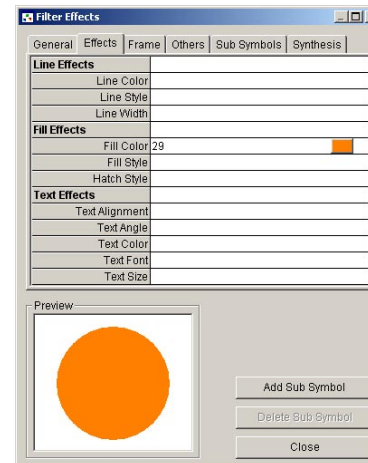 Filter Effects
General Effects Frame Others Sub Symbols Synthesis
Line Effects
Line Color
Line Style
Line Width
Fill Effects
Fill Color 29
Fill Style
Hatch Style
Text Effects
Text Alignment
Text Angle
Text Color
Text Font
Text Size
Preview
Add Sub Symbol
Delete Sub Symbol
Close